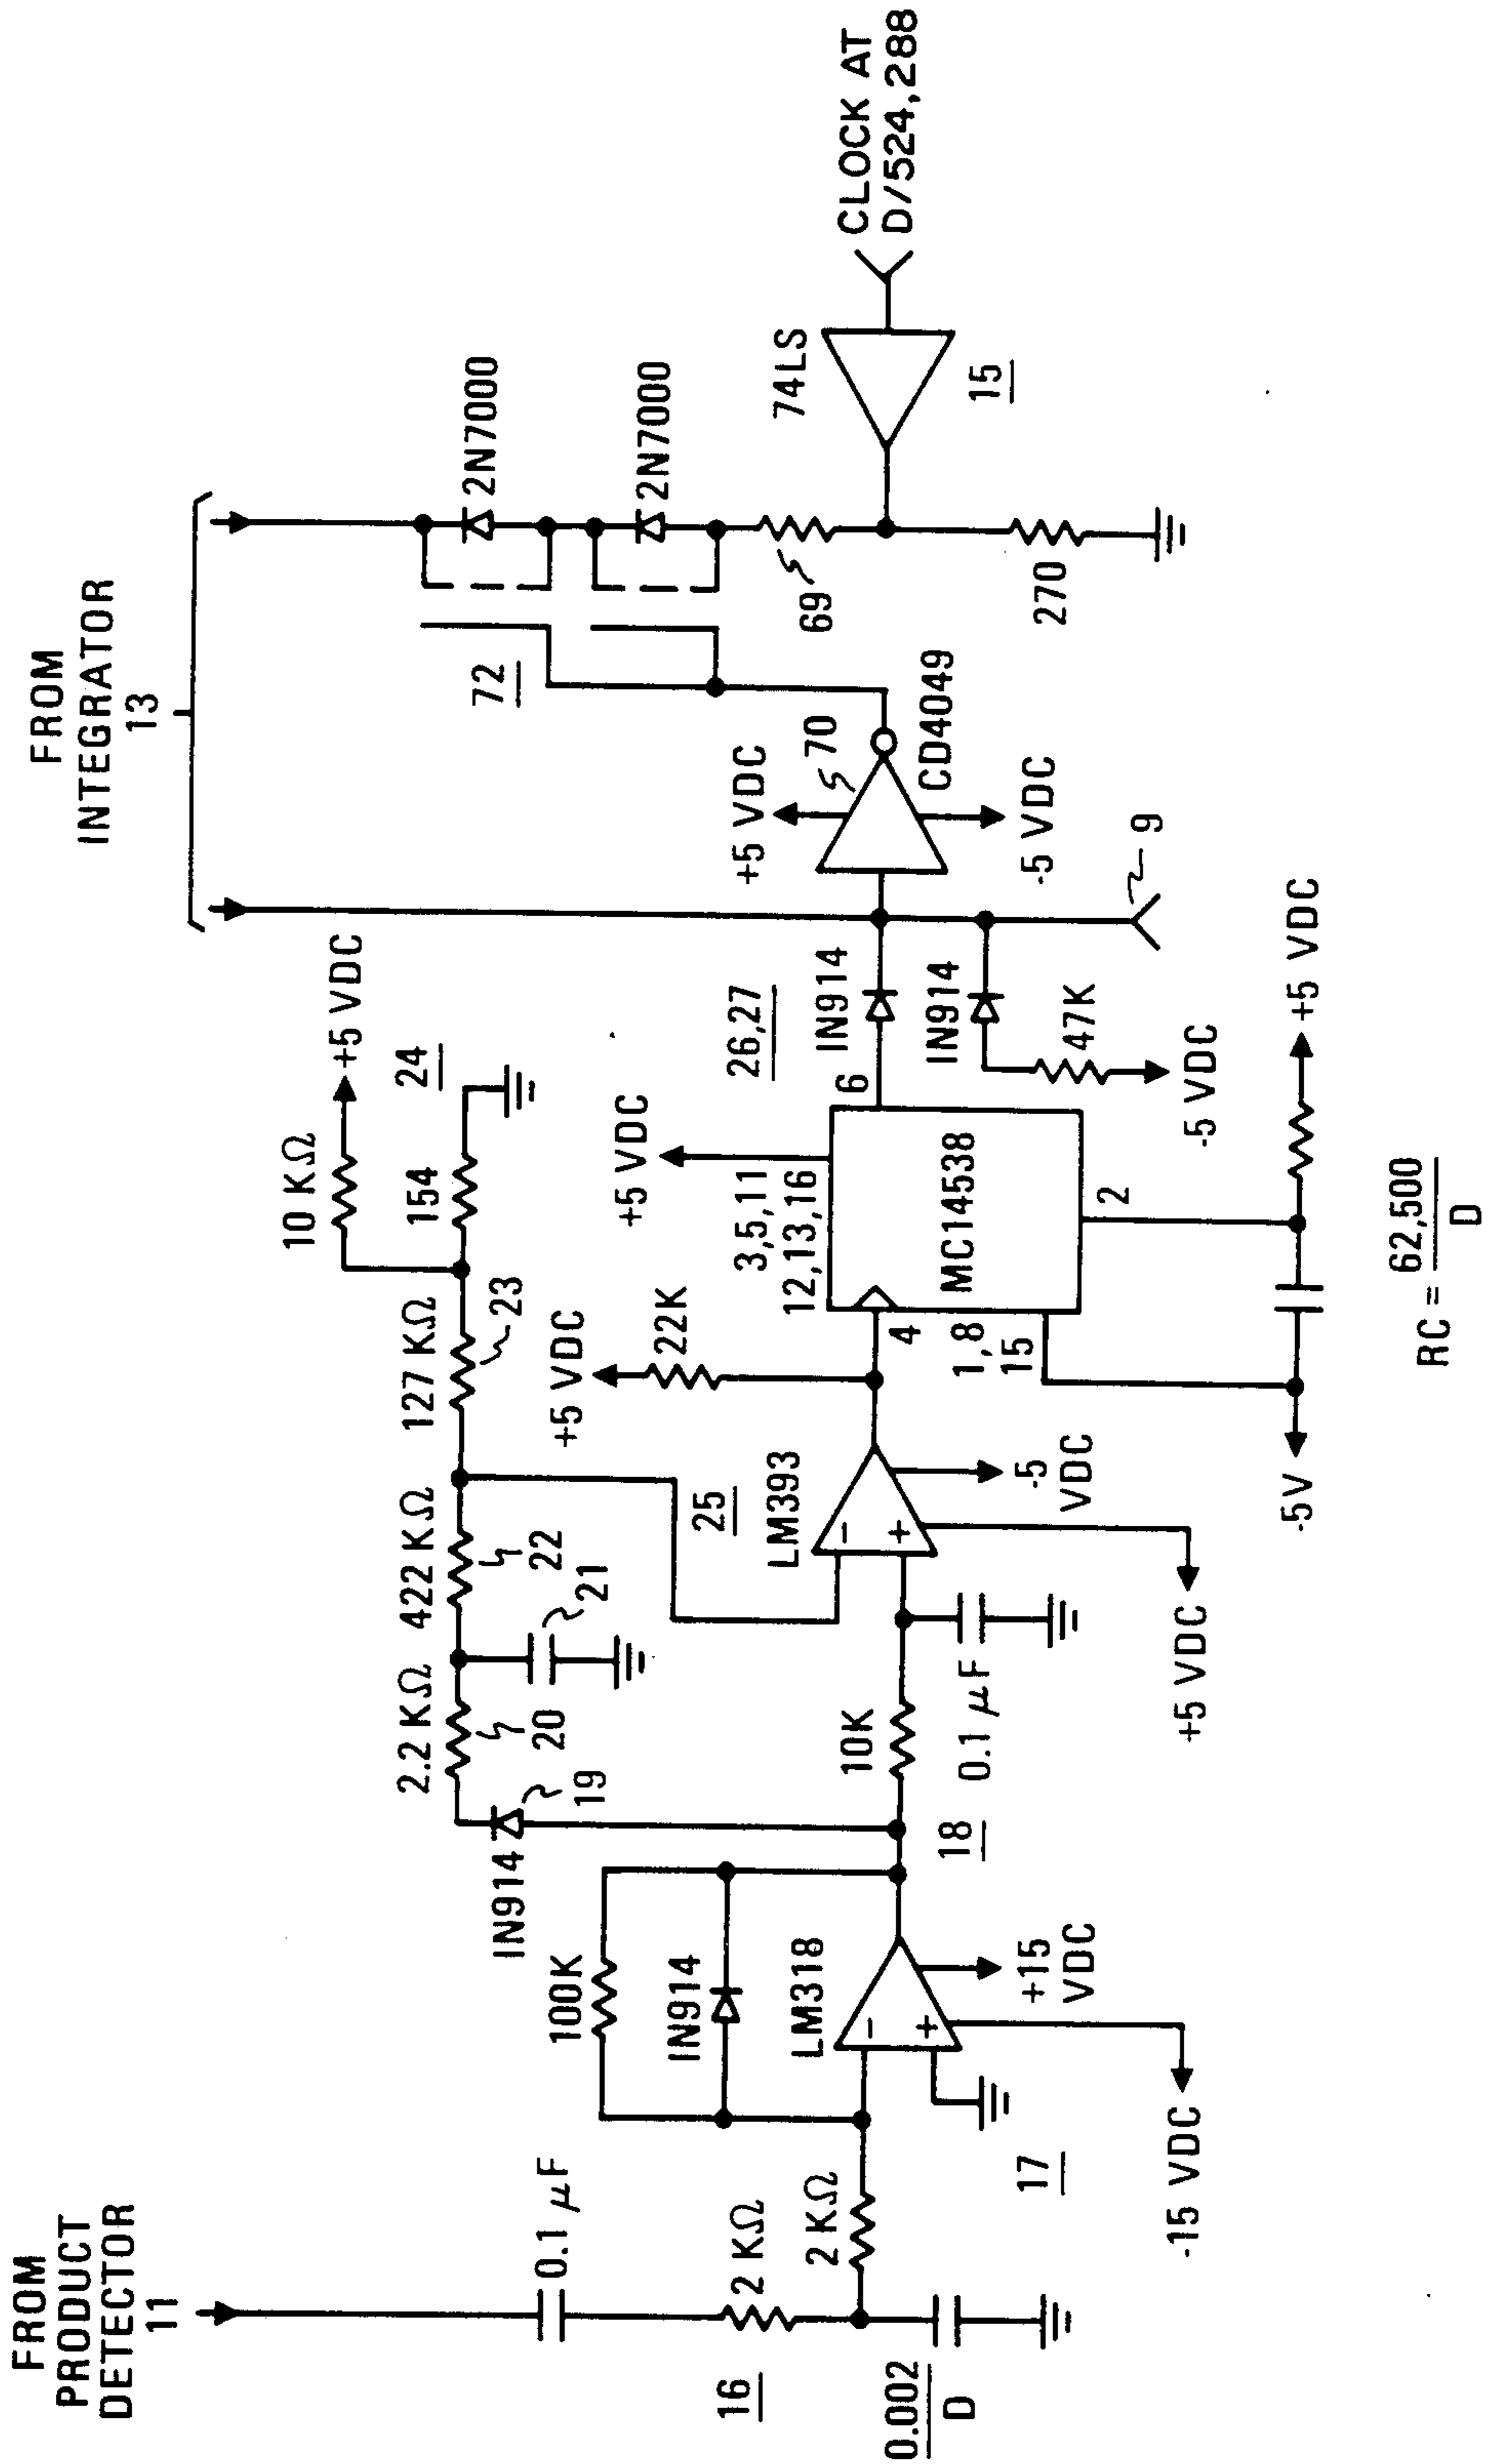 FROM
PRODUCT
DETECTOR
11
0.1 μF
2 KΩ
16
0.002
D
2 KΩ
17
100K
IN914
LM318
+15
VDC
-15 VDC
18
IN914
19
2.2 KΩ
20
21
422 KΩ
22
127 KΩ
23
10 KΩ
+5 VDC
154
24
10K
0.1 μF
25
LM393
-5
VDC
+5 VDC
+5 VDC
22K
4
1,8
15
+5 VDC
3,5,11
12,13,16
MC14538
2
6
26,27
-5V
+5 VDC
RC = 62,500
D
IN914
IN914
47K
-5 VDC
9
FROM
INTEGRATOR
13
+5 VDC
70
CD4049
-5 VDC
72
2N7000
2N7000
69
270
74LS
15
CLOCK AT
D/524,288